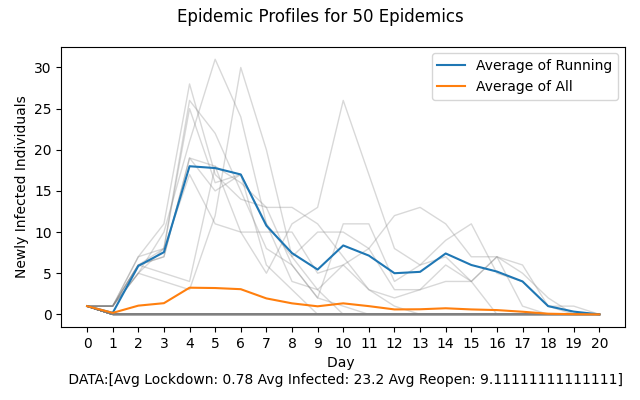 Epidemic Profiles for 50 Epidemics
Average of Running
Average of All
Newly Infected Individuals
30
25
20
15
10
5
0
0 1 2 3 4 5 6 7 8 9 10 11 12 13 14 15 16 17 18 19 20
Day
DATA:[Avg Lockdown: 0.78 Avg Infected: 23.2 Avg Reopen: 9.11111111111111]